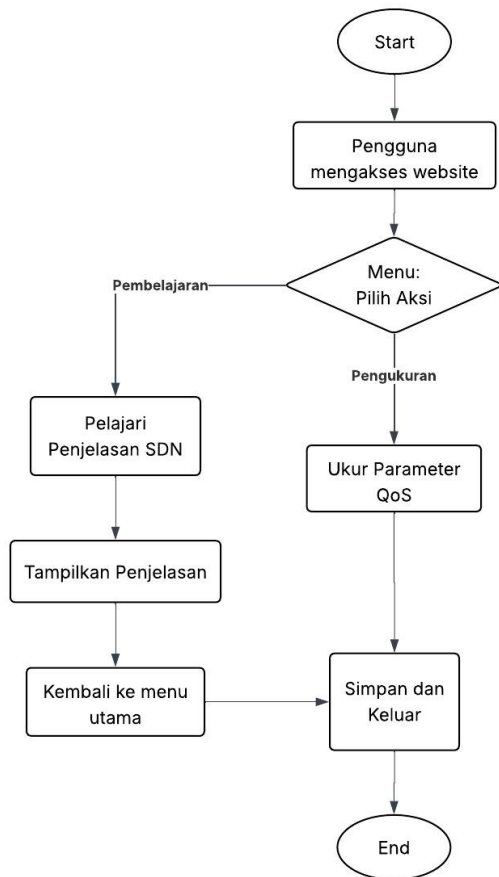 Start
Pengguna
mengakses website
Menu:
Pilih Aksi
Pembelajaran
Pengukuran
Pelajari
Penjelasan SDN
Ukur Parameter
QoS
Tampilkan Penjelasan
Kembali ke menu
utama
Simpan dan
Keluar
End